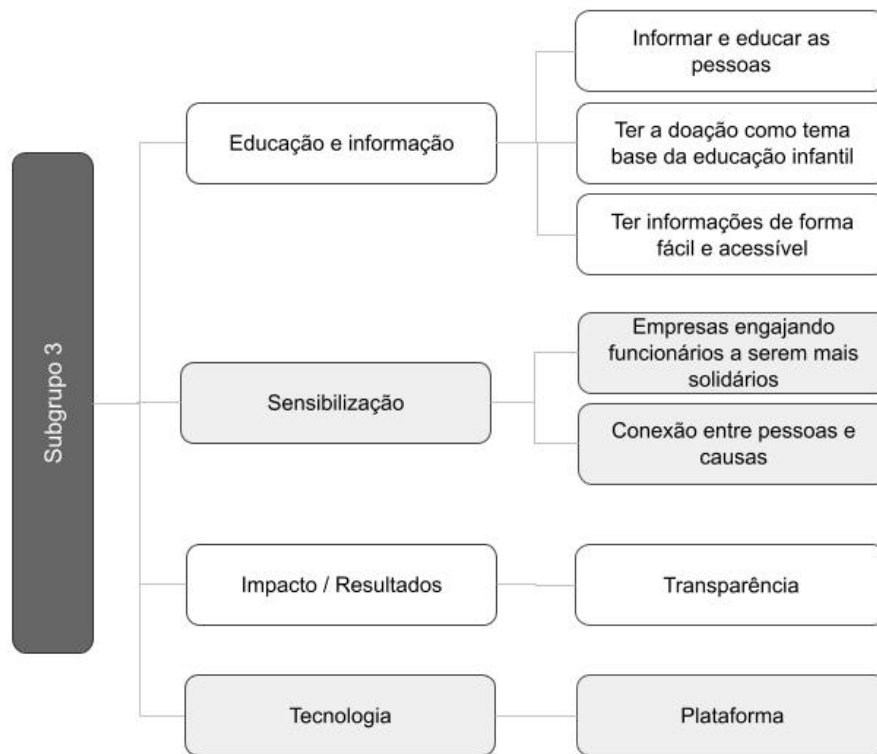 Subgrupo 3
Educação e informação
Informar e educar as
pessoas
Ter a doação como tema
base da educação infantil
Ter informações de forma
fácil e acessível
Sensibilização
Empresas engajando
funcionários a serem mais
solidários
Conexão entre pessoas e
causas
Impacto / Resultados
Transparência
Tecnologia
Plataforma